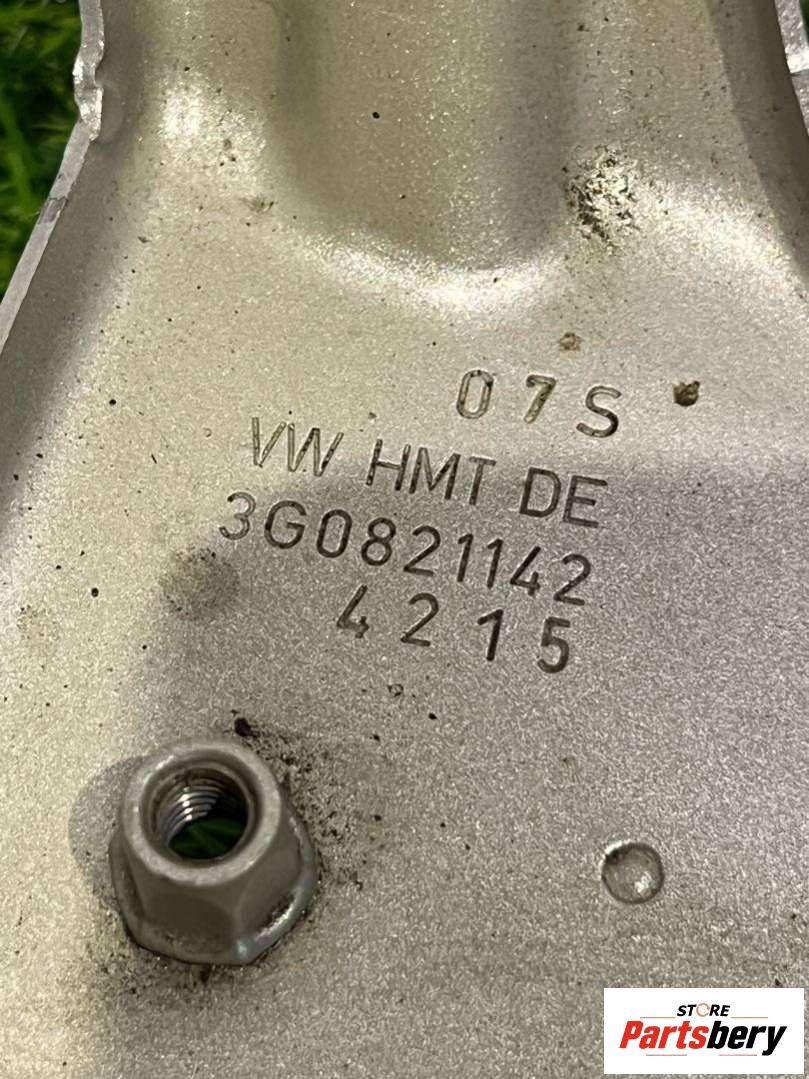 07S
VW HMT DE
3G0821142
4215
STORE
Partsbery